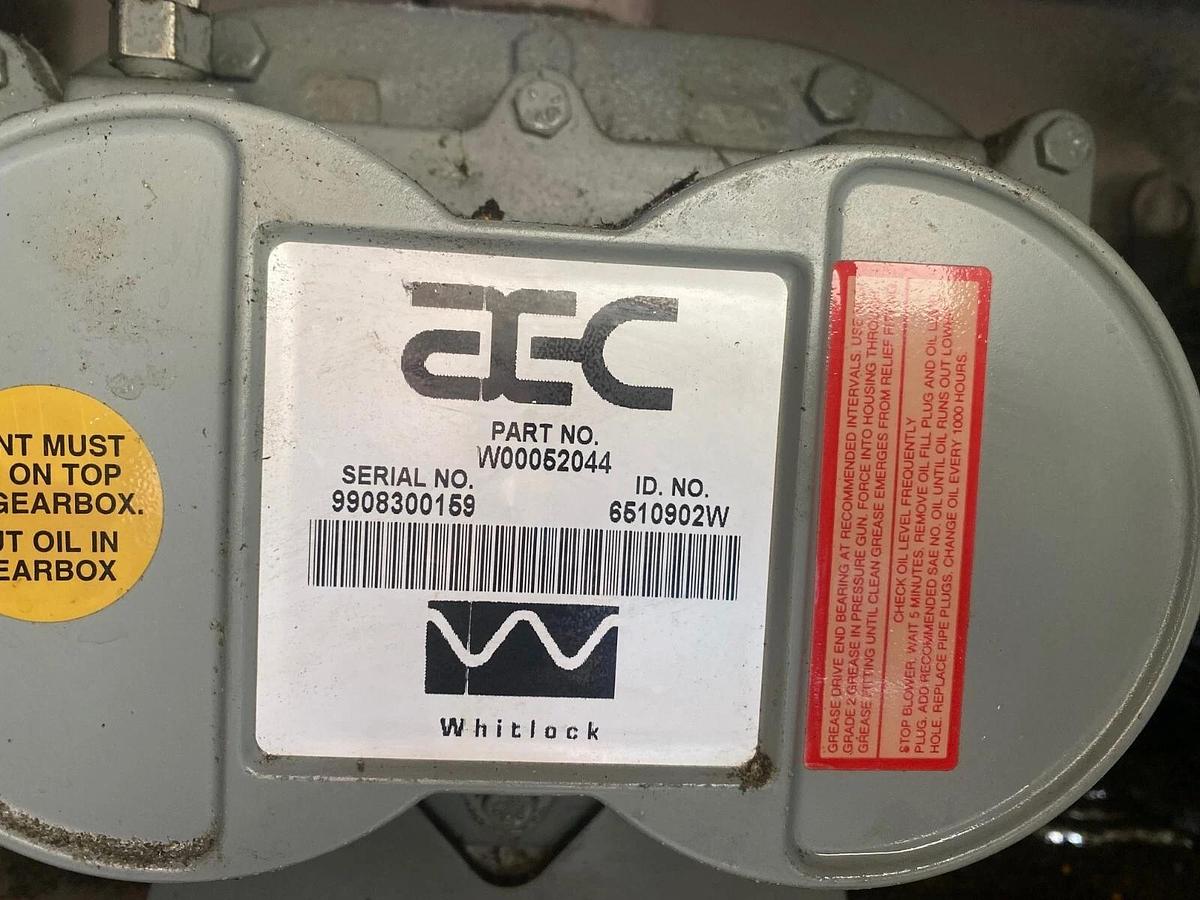 NT MUST
ON TOP
GEARBOX.
UT OIL IN
EARBOX
aec
PART NO.
W00052044
SERIAL NO.
9908300159
ID. NO.
6510902W
Whitlock
GREASE DRIVE END BEARING AT RECOMMENDED INTERVALS. USE
GRADE 2 GREASE IN PRESSURE GUN. FORCE INTO HOUSING THRO
GREASE FITTING UNTIL CLEAN GREASE EMERGES FROM RELIEF FIT
CHECK OIL LEVEL FREQUENTLY
STOP BLOWER. WAIT 5 MINUTES. REMOVE OIL FILL PLUG AND OIL
PLUG. ADD RECOMMENDED SAE NO. OIL UNTIL OIL RUNS OUT LOWER
HOLE. REPLACE PIPE PLUGS. CHANGE OIL EVERY 1000 HOURS.